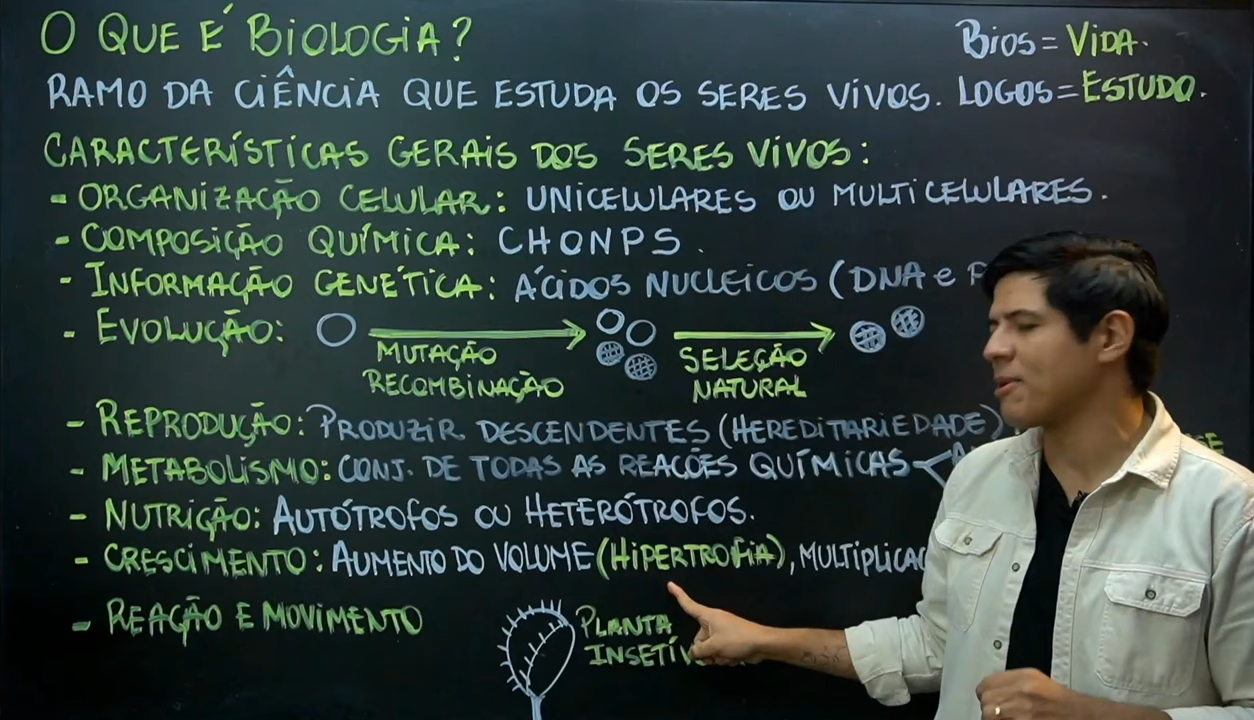 O QUE É BIOLOGIA?
BIOS = VIDA.
RAMO DA CIÊNCIA QUE ESTUDA OS SERES VIVOS.
LOGOS = ESTUDO.
CARACTERÍSTICAS GERAIS DOS SERES VIVOS:
- ORGANIZAÇÃO CELULAR: UNICELULARES OU MULTICELULARES.
- COMPOSIÇÃO QUÍMICA: CHONPS.
- INFORMAÇÃO GENÉTICA: ÁCIDOS NUCLEICOS (DNA e
- EVOLUÇÃO:
MUTAÇÃO
RECOMBINAÇÃO
SELEÇÃO
NATURAL
- REPRODUÇÃO: PRODUZIR DESCENDENTES (HEREDITARIEDADE)
- METABOLISMO: CONJ. DE TODAS AS REAÇÕES QUÍMICAS
- NUTRIÇÃO: AUTÓTROFOS OU HETERÓTROFOS.
- CRESCIMENTO: AUMENTO DO VOLUME (HIPERTROFIA), MULTIPLICAÇ
- REAÇÃO E MOVIMENTO
PLANTA
INSETÍV